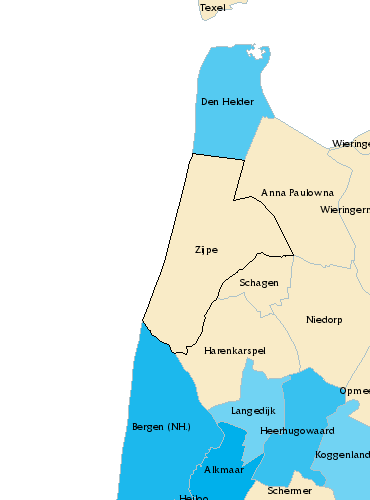 Texel
Den Helder
Wieringe
Anna Paulowna
Wieringerm
Zijpe
Schagen
Niedorp
Harenkarspel
Opmee
Langedijk
Bergen (NH.)
Heerhugowaard
Koggenland
Alkmaar
Schermer
Heiloo